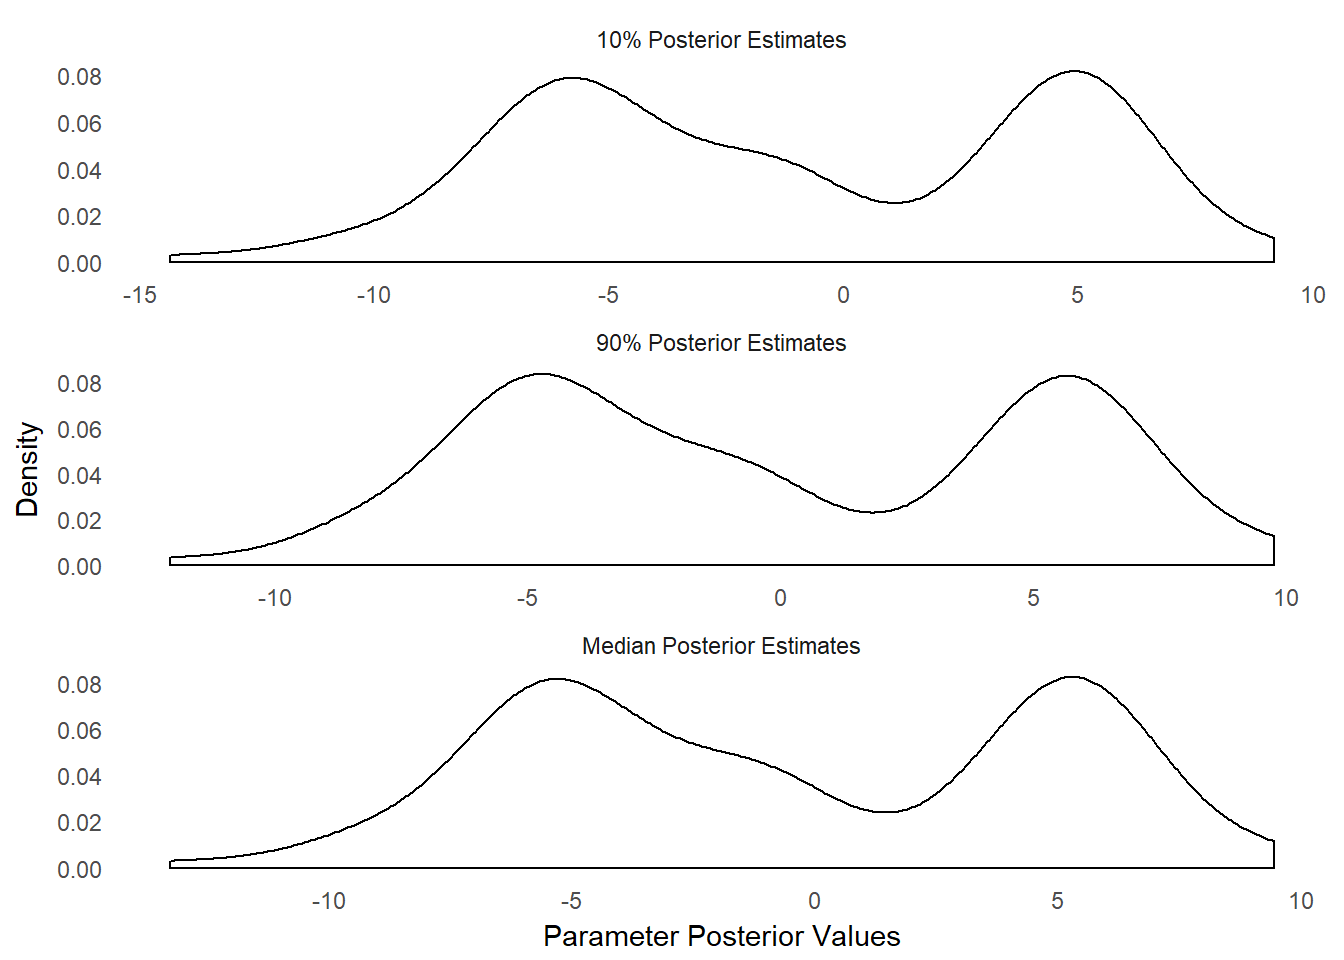 10% Posterior Estimates
0.08
0.06
0.04
0.02
0.00
-15 -10 -5 0 5 10
90% Posterior Estimates
0.08
0.06
0.04
0.02
0.00
-10 -5 0 5 10
Density
Median Posterior Estimates
0.08
0.06
0.04
0.02
0.00
-10 -5 0 5 10
Parameter Posterior Values